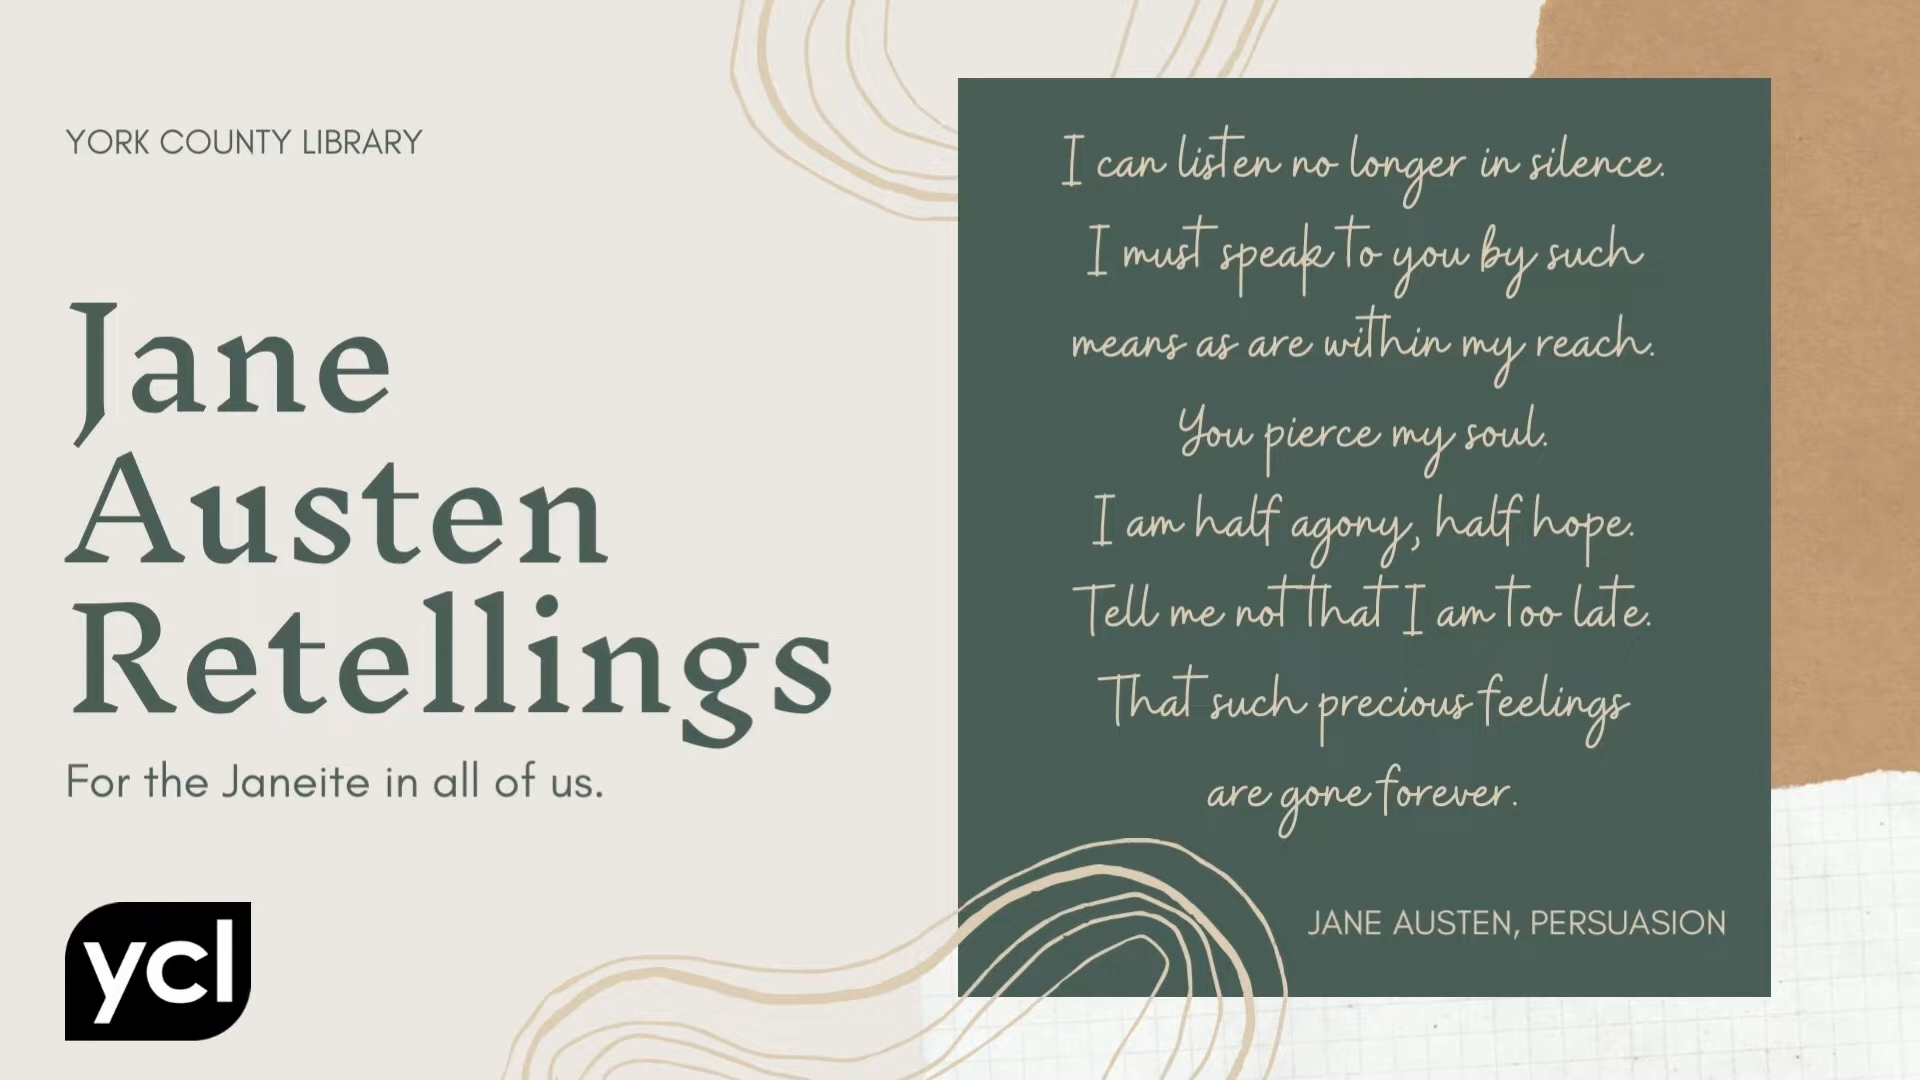 YORK COUNTY LIBRARY
Jane
Austen
Retellings
For the Janeite in all of us.
ycl
I can listen no longer in silence.
I must speak to you by such
means as are within my reach.
You pierce my soul.
I am half agony, half hope.
Tell me not that I am too late.
That such precious feelings
are gone forever.
JANE AUSTEN, PERSUASION